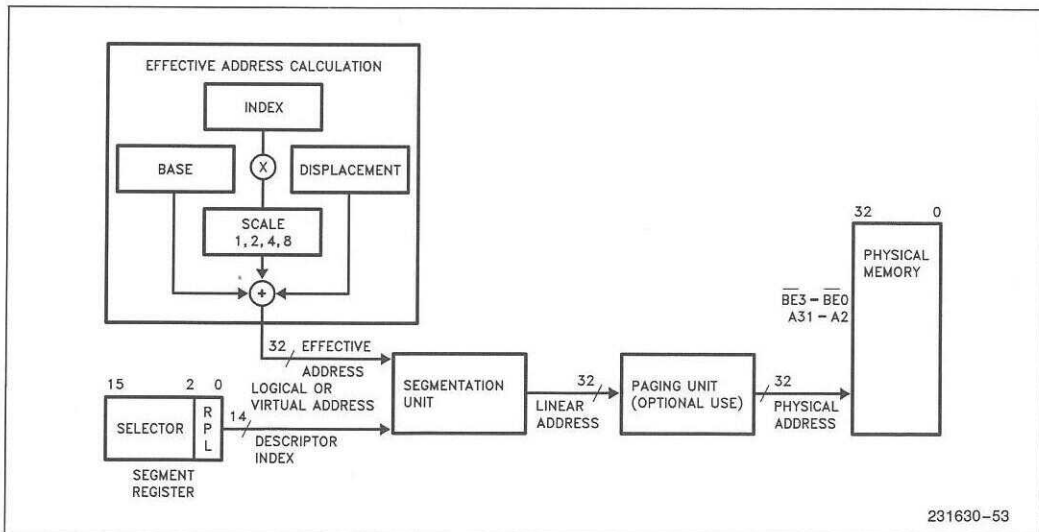 EFFECTIVE ADDRESS CALCULATION
INDEX
BASE
X
DISPLACEMENT
SCALE
1, 2, 4, 8
+
32 EFFECTIVE
ADDRESS
LOGICAL OR
VIRTUAL ADDRESS
15 2 0
SELECTOR
R
P
L
14
DESCRIPTOR
INDEX
SEGMENT
REGISTER
SEGMENTATION
UNIT
32
LINEAR
ADDRESS
PAGING UNIT
(OPTIONAL USE)
32
PHYSICAL
ADDRESS
32 0
PHYSICAL
MEMORY
B̅E̅3 – B̅E̅0
A31 – A2
231630–53